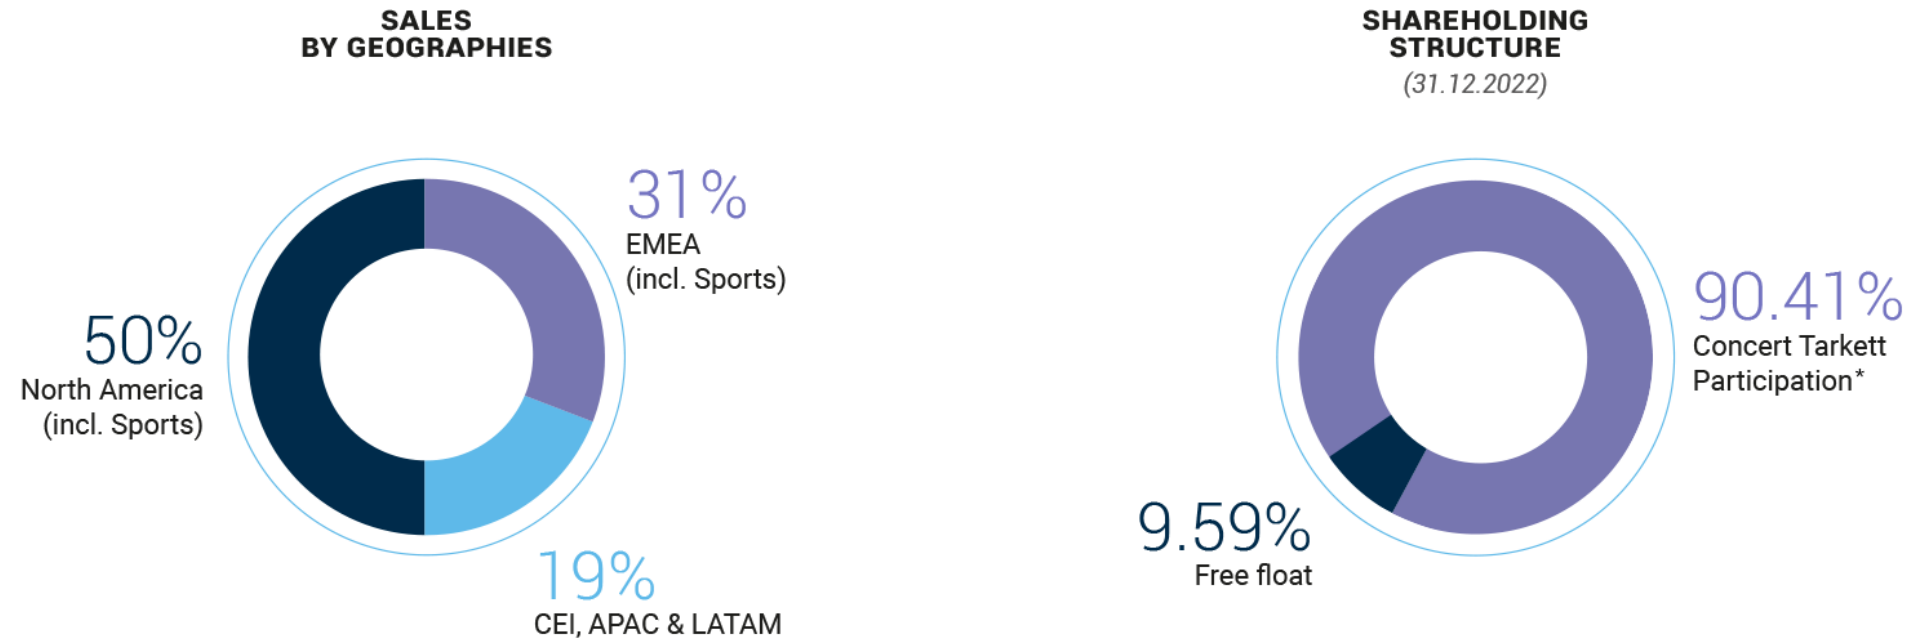 SALES
BY GEOGRAPHIES
31%
EMEA
(incl. Sports)
50%
North America
(incl. Sports)
19%
CEI, APAC & LATAM
SHAREHOLDING
STRUCTURE
(31.12.2022)
90.41%
Concert Tarkett
Participation*
9.59%
Free float